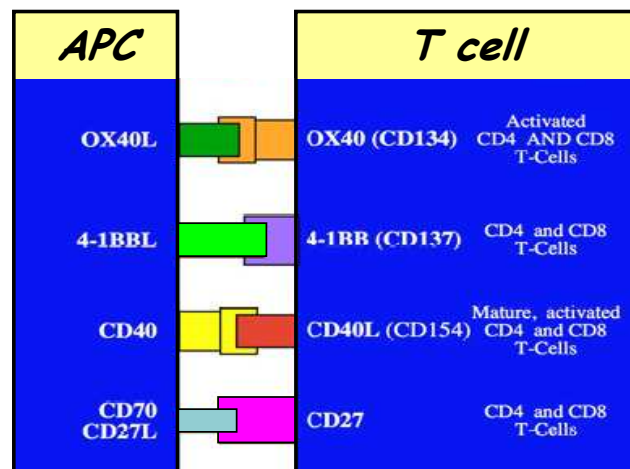 APC
T cell
OX40L
OX40 (CD134)
Activated
CD4 AND CD8
T-Cells
4-1BBL
4-1BB (CD137)
CD4 and CD8
T-Cells
CD40
CD40L (CD154)
Mature, activated
CD4 and CD8
T-Cells
CD70
CD27L
CD27
CD4 and CD8
T-Cells